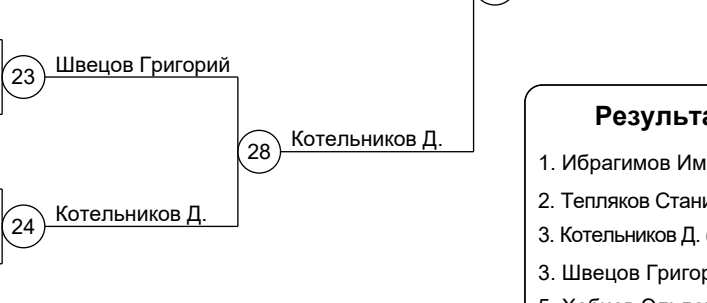 23
Швецов Григорий
28
Котельников Д.
24
Котельников Д.
Результа
1. Ибрагимов Им
2. Тепляков Стани
3. Котельников Д.
3. Швецов Григор